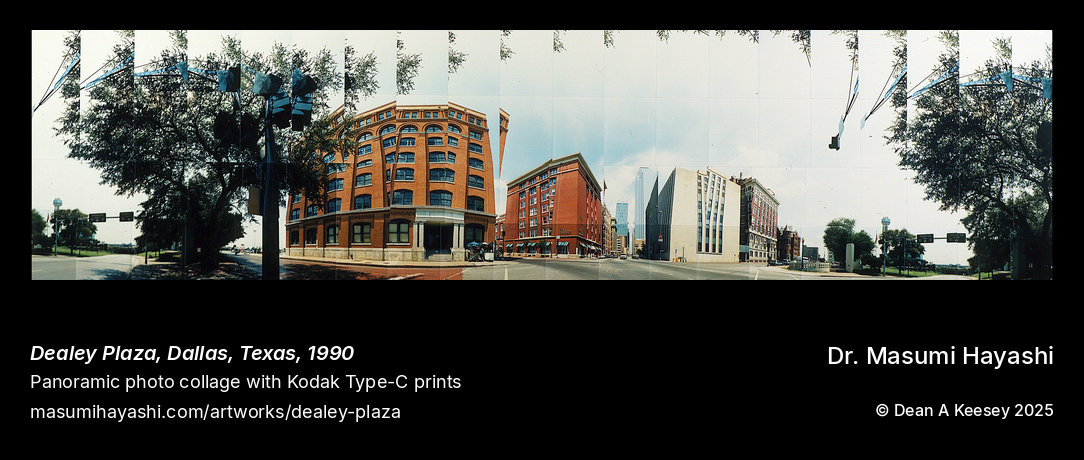 Dealey Plaza, Dallas, Texas, 1990
Panoramic photo collage with Kodak Type-C prints
masumihayashi.com/artworks/dealey-plaza
Dr. Masumi Hayashi
© Dean A Keesey 2025